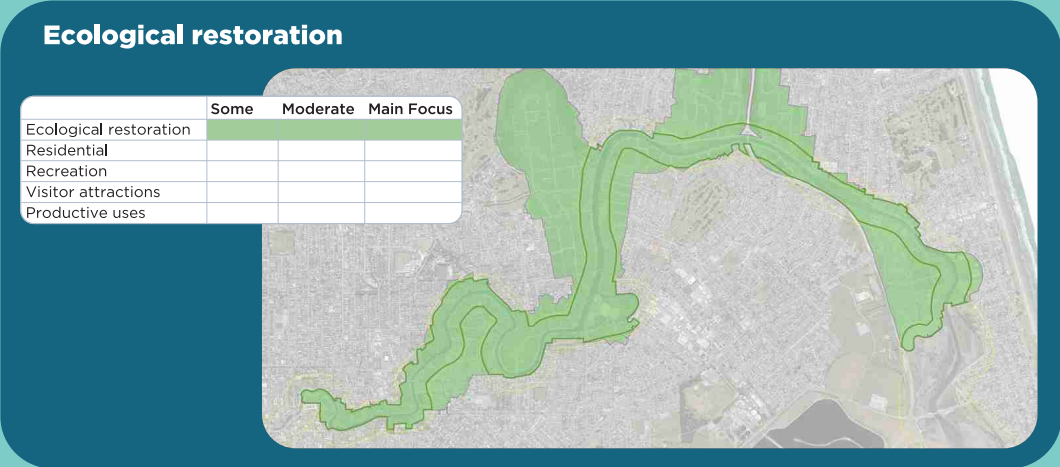 Ecological restoration
Some Moderate Main Focus
Ecological restoration
Residential
Recreation
Visitor attractions
Productive uses